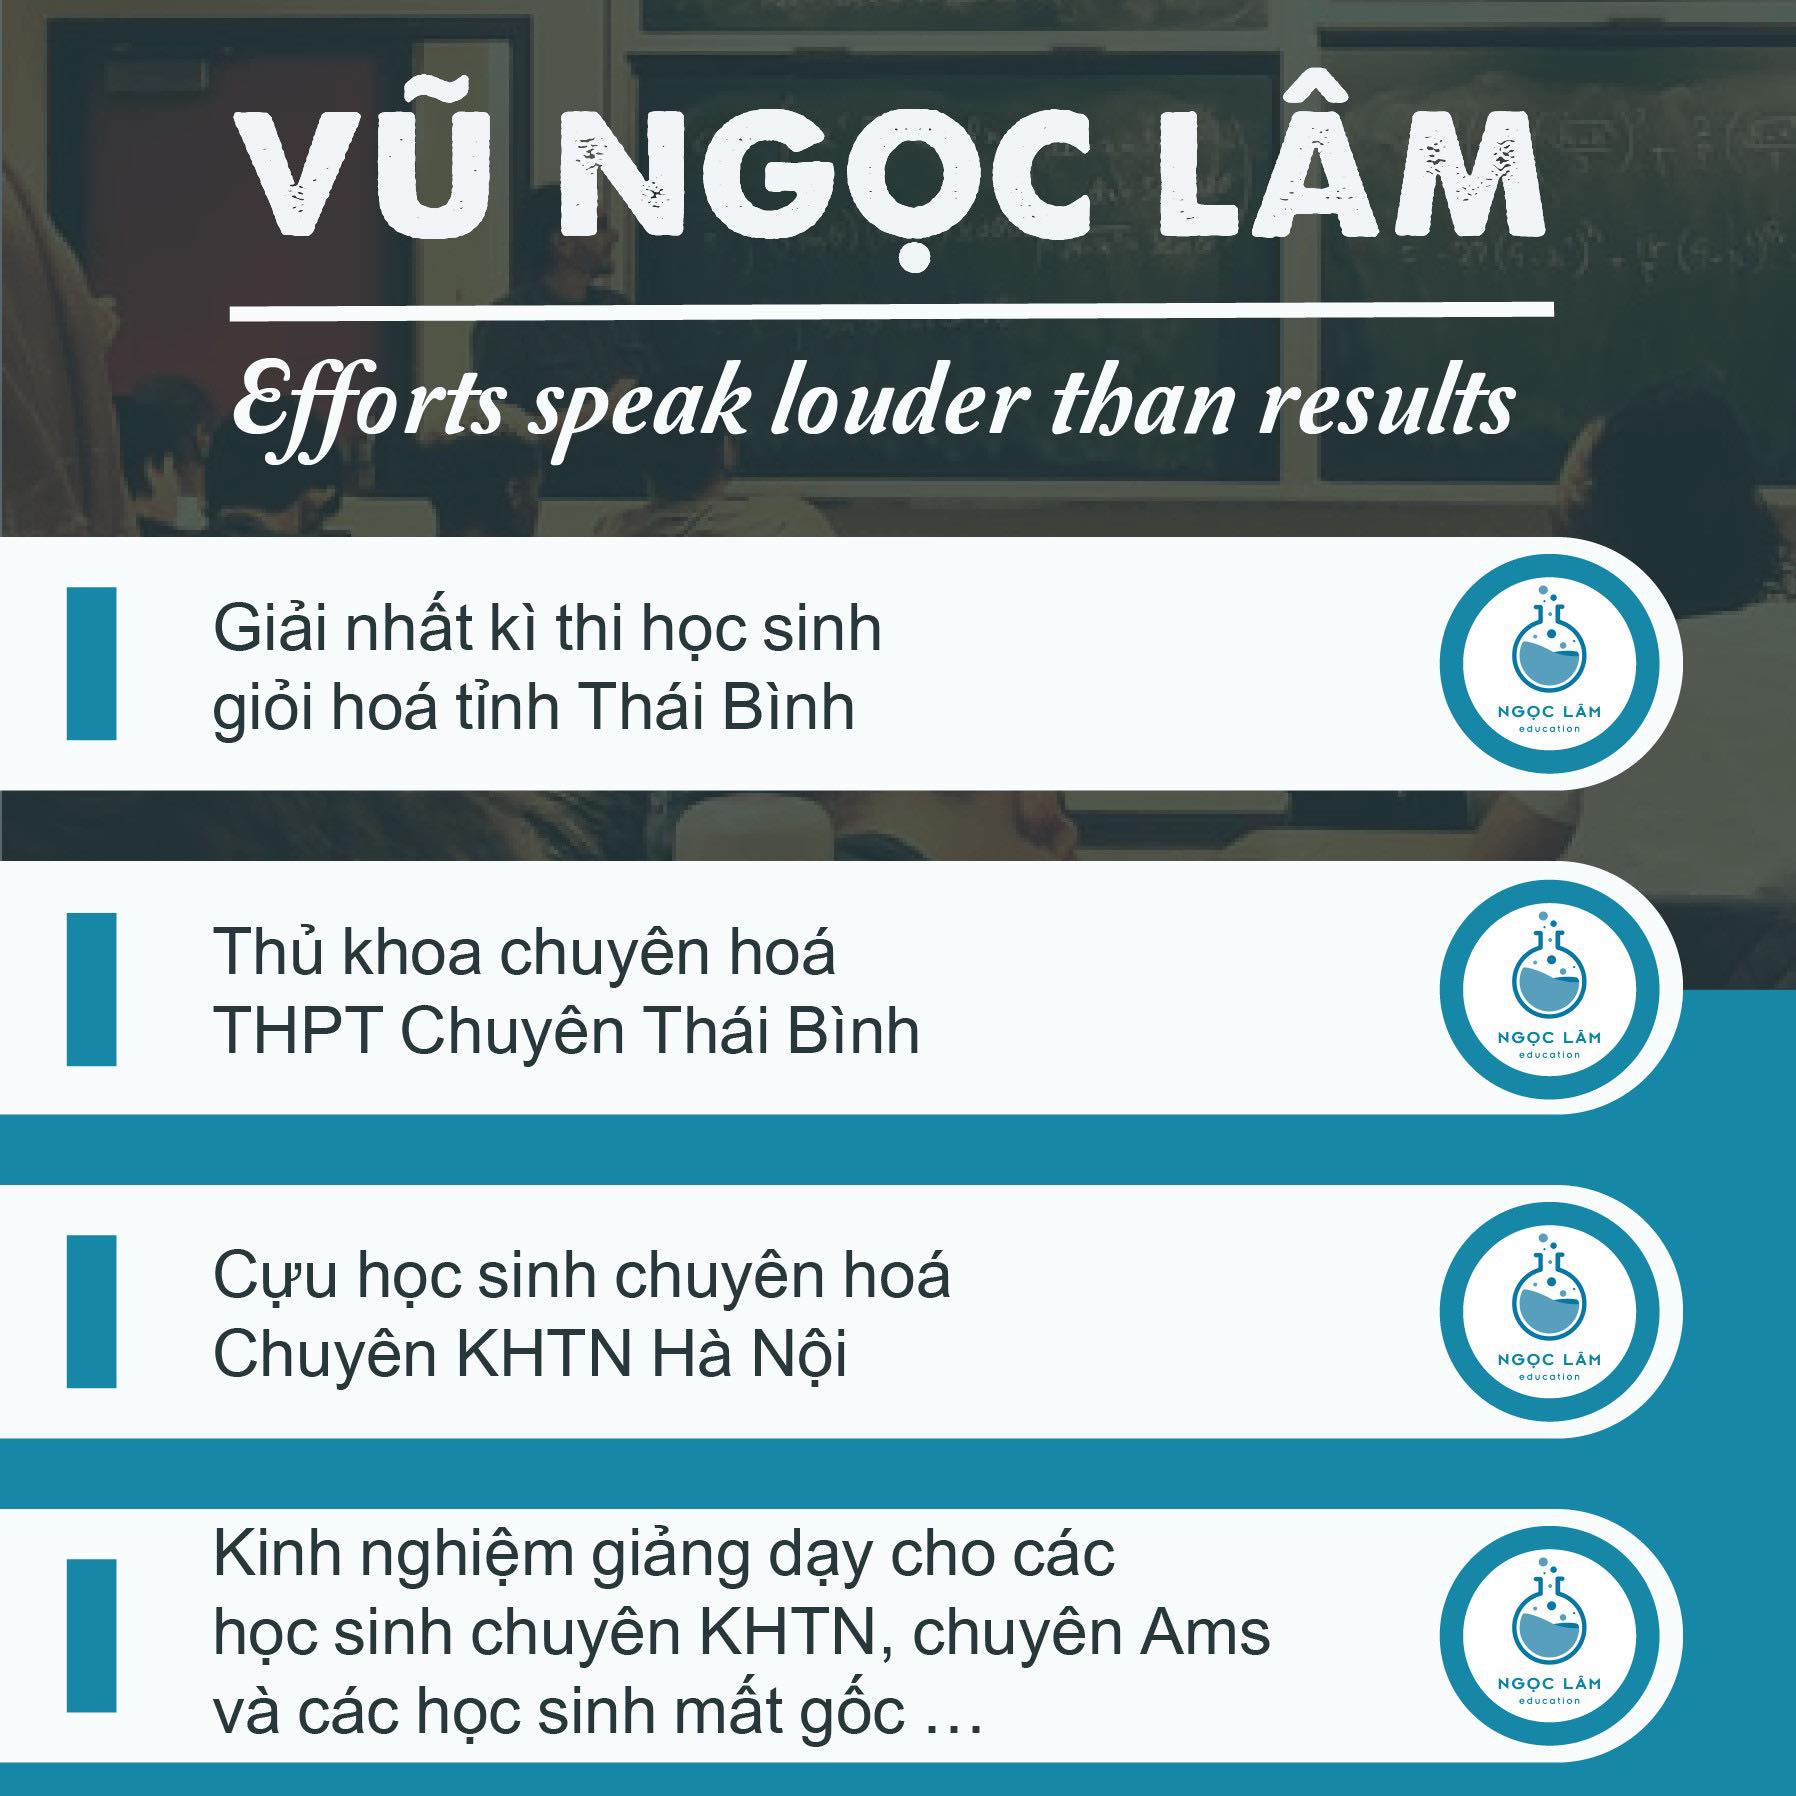 VŨ NGỌC LÂM
Efforts speak louder than results
Giải nhất kì thi học sinh
giỏi hoá tỉnh Thái Bình
NGỌC LÂM
education
Thủ khoa chuyên hoá
THPT Chuyên Thái Bình
NGỌC LÂM
education
Cựu học sinh chuyên hoá
Chuyên KHTN Hà Nội
NGỌC LÂM
education
Kinh nghiệm giảng dạy cho các
học sinh chuyên KHTN, chuyên Ams
và các học sinh mất gốc ...
NGỌC LÂM
education